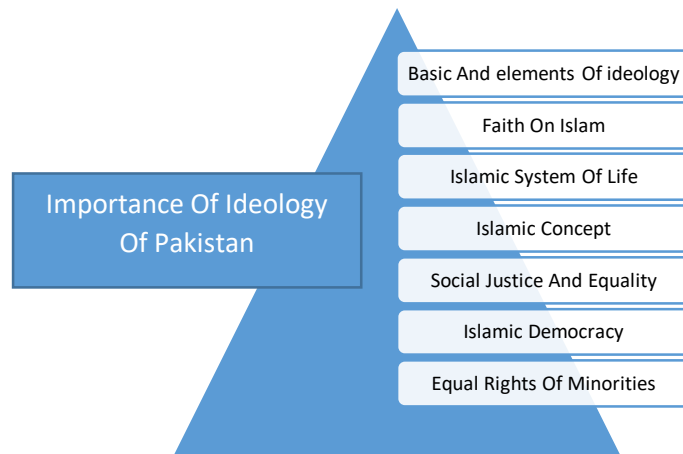 Importance Of Ideology
Of Pakistan
Basic And elements Of ideology
Faith On Islam
Islamic System Of Life
Islamic Concept
Social Justice And Equality
Islamic Democracy
Equal Rights Of Minorities